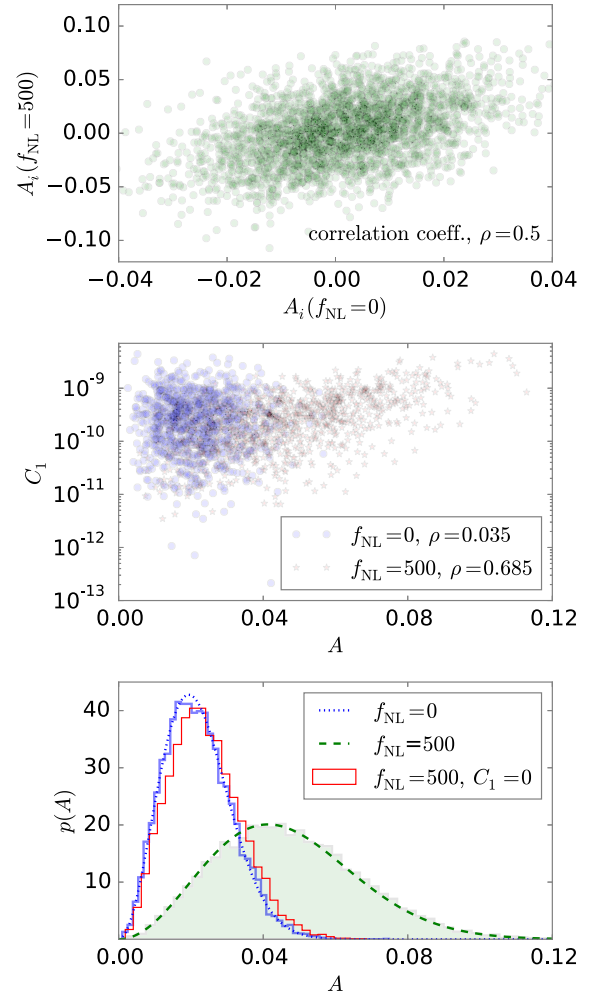 0.10
0.05
0.00
−0.05
−0.10
A_i(f_NL=500)
correlation coeff., ρ=0.5
−0.04 −0.02 0.00 0.02 0.04
A_i(f_NL=0)
10^-9
10^-10
10^-11
10^-12
10^-13
C_1
f_NL=0, ρ=0.035
f_NL=500, ρ=0.685
0.00 0.04 0.08 0.12
A
40
30
20
10
p(A)
f_NL=0
f_NL=500
f_NL=500, C_1=0
0.00 0.04 0.08 0.12
A